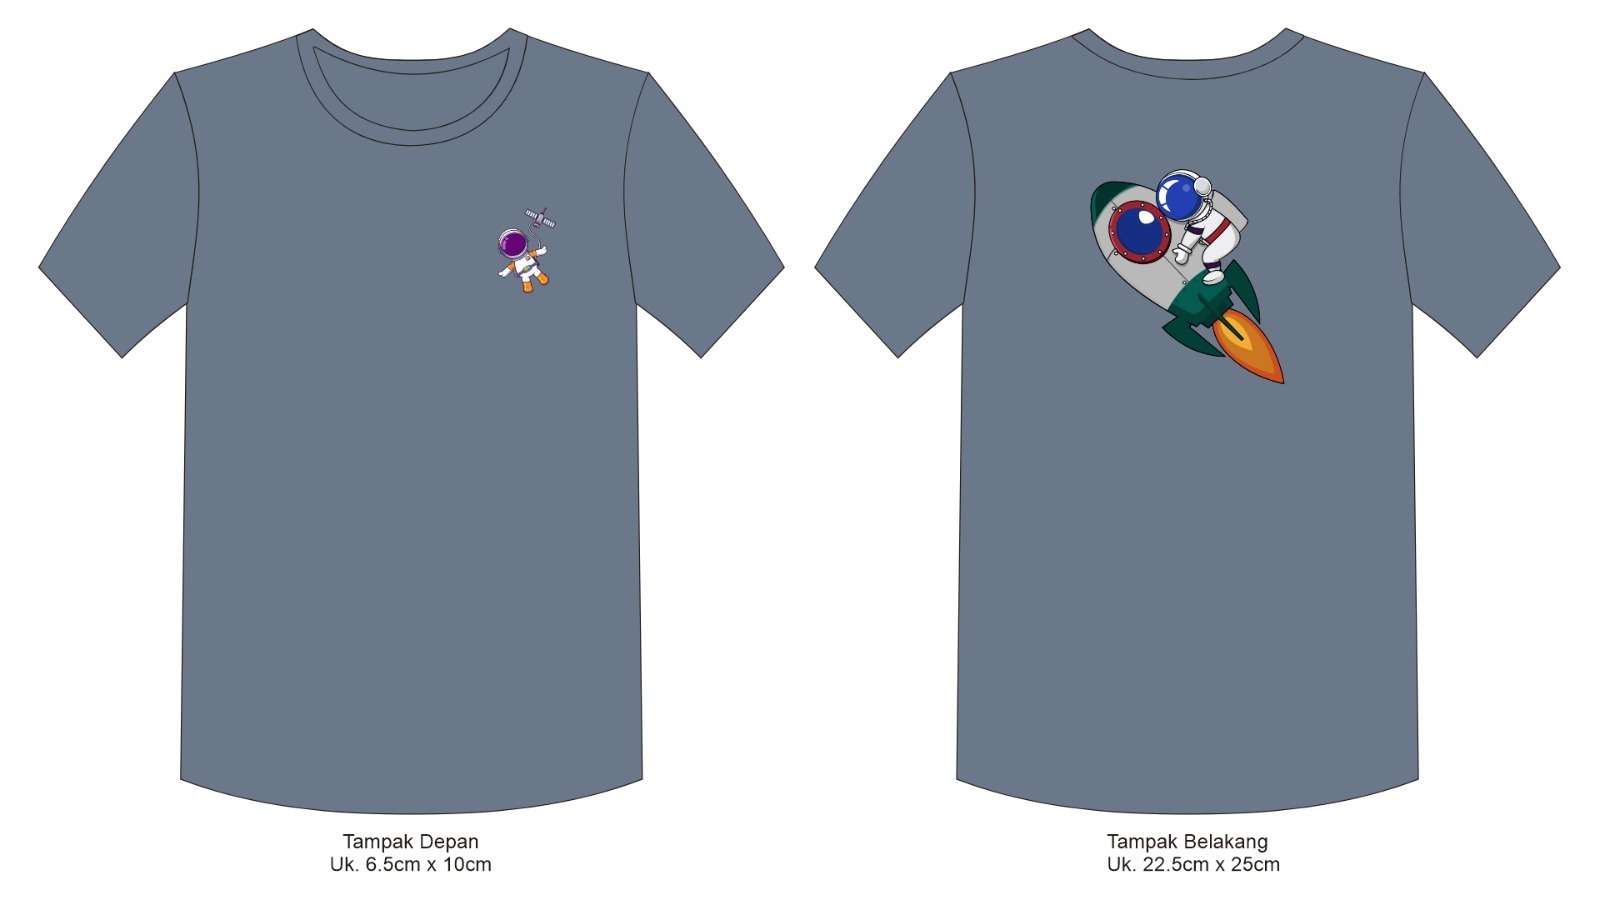 Tampak Depan
Uk. 6.5cm x 10cm
Tampak Belakang
Uk. 22.5cm x 25cm